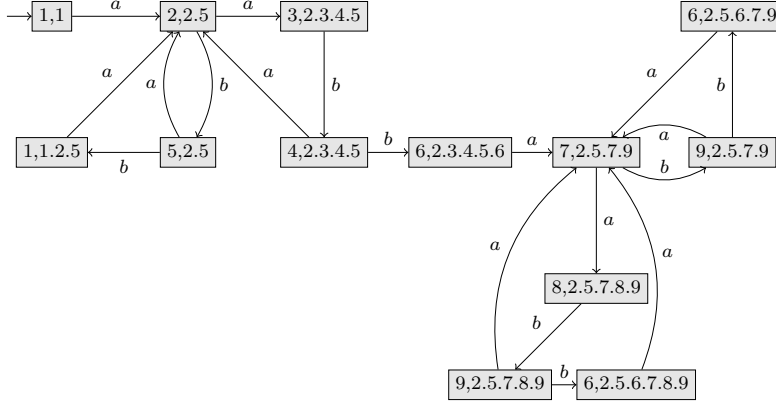 1,1 a 2,2.5 a 3,2.3.4.5 6,2.5.6.7.9
a a b a b a b
1,1.2.5 b 5,2.5 4,2.3.4.5 b 6,2.3.4.5.6 a 7,2.5.7.9 a b 9,2.5.7.9
a a a
8,2.5.7.8.9
b
9,2.5.7.8.9 b 6,2.5.6.7.8.9